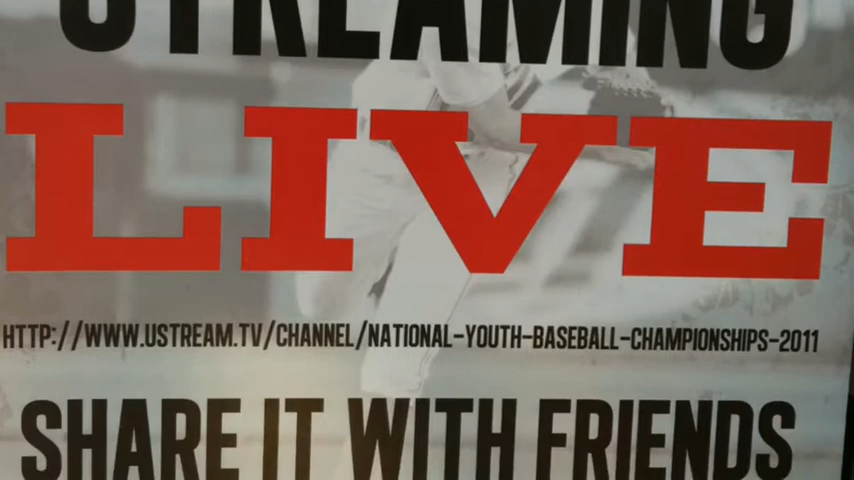 STREAMING
LIVE
HTTP://WWW.USTREAM.TV/CHANNEL/NATIONAL-YOUTH-BASEBALL-CHAMPIONSHIPS-2011
SHARE IT WITH FRIENDS